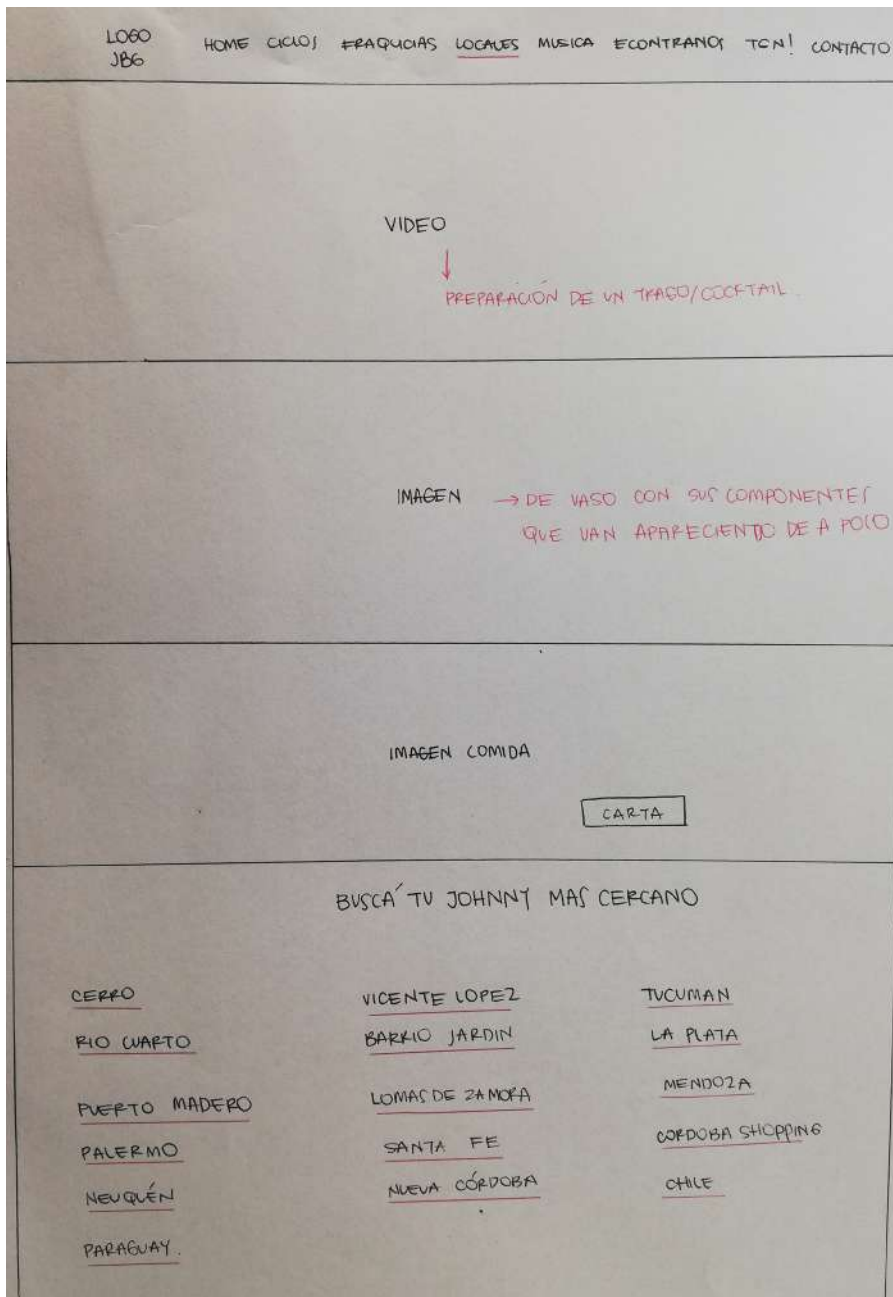 LOGO
JBG
HOME CICLOS FRAQUCIAS LOCALES MUSICA ECONTRANOS TGN! CONTACTO
VIDEO
↓
PREPARACIÓN DE UN TRAGO/COCKTAIL.
IMAGEN → DE VASO CON SUS COMPONENTES
QUE VAN APARECIENTDO DE A POCO
IMAGEN COMIDA
CARTA
BUSCÁ TU JOHNNY MAS CERCANO
CERRO VICENTE LOPEZ TUCUMAN
RIO CUARTO BARRIO JARDIN LA PLATA
PUERTO MADERO LOMAS DE ZAMORA MENDOZA
PALERMO SANTA FE CORDOBA SHOPPING
NEUQUÉN NUEVA CÓRDOBA CHILE
PARAGUAY.